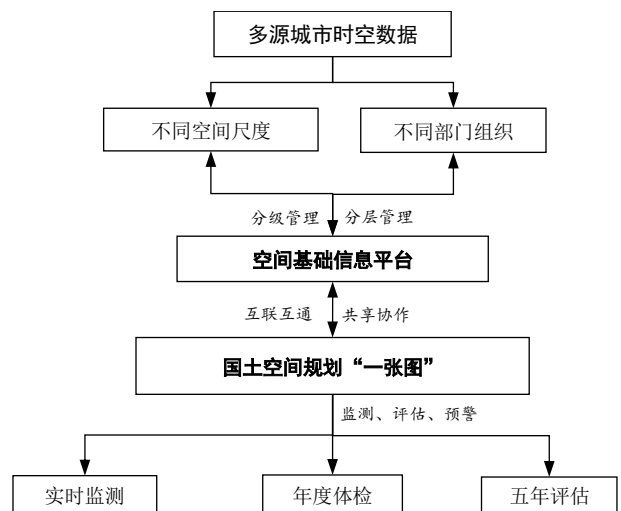 多源城市时空数据
不同空间尺度
不同部门组织
分级管理 分层管理
空间基础信息平台
互联互通 共享协作
国土空间规划“一张图”
监测、评估、预警
实时监测
年度体检
五年评估